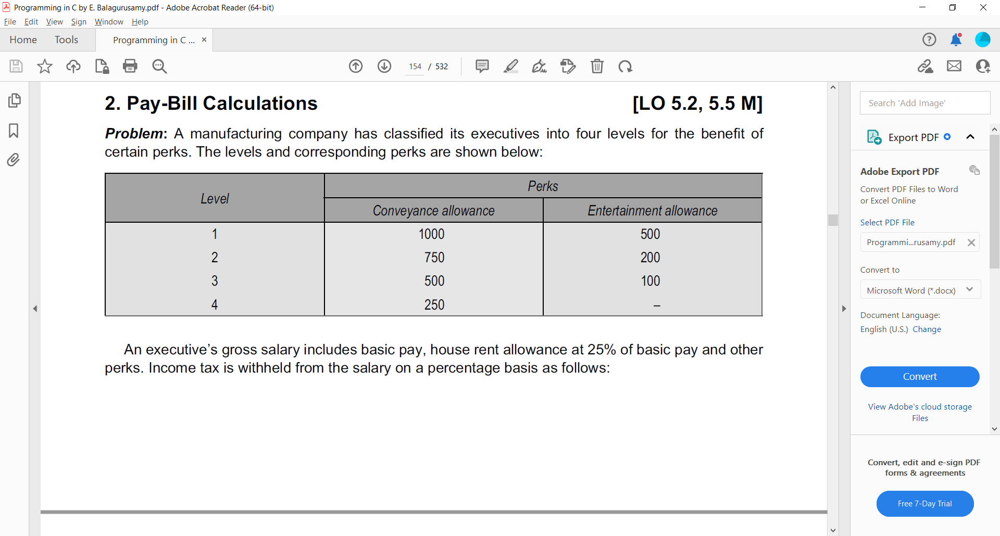 Programming in C by E. Balagurusamy.pdf - Adobe Acrobat Reader (64-bit)
File Edit View Sign Window Help
Home Tools Programming in C ... ×
154 / 532
2. Pay-Bill Calculations [LO 5.2, 5.5 M]
Problem: A manufacturing company has classified its executives into four levels for the benefit of
certain perks. The levels and corresponding perks are shown below:
Level Perks
Conveyance allowance Entertainment allowance
1 1000 500
2 750 200
3 500 100
4 250 –
An executive’s gross salary includes basic pay, house rent allowance at 25% of basic pay and other
perks. Income tax is withheld from the salary on a percentage basis as follows:
Search 'Add Image'
Export PDF
Adobe Export PDF
Convert PDF Files to Word
or Excel Online
Select PDF File
Programmi...rusamy.pdf
Convert to
Microsoft Word (*.docx)
Document Language:
English (U.S.) Change
Convert
View Adobe's cloud storage
Files
Convert, edit and e-sign PDF
forms & agreements
Free 7-Day Trial